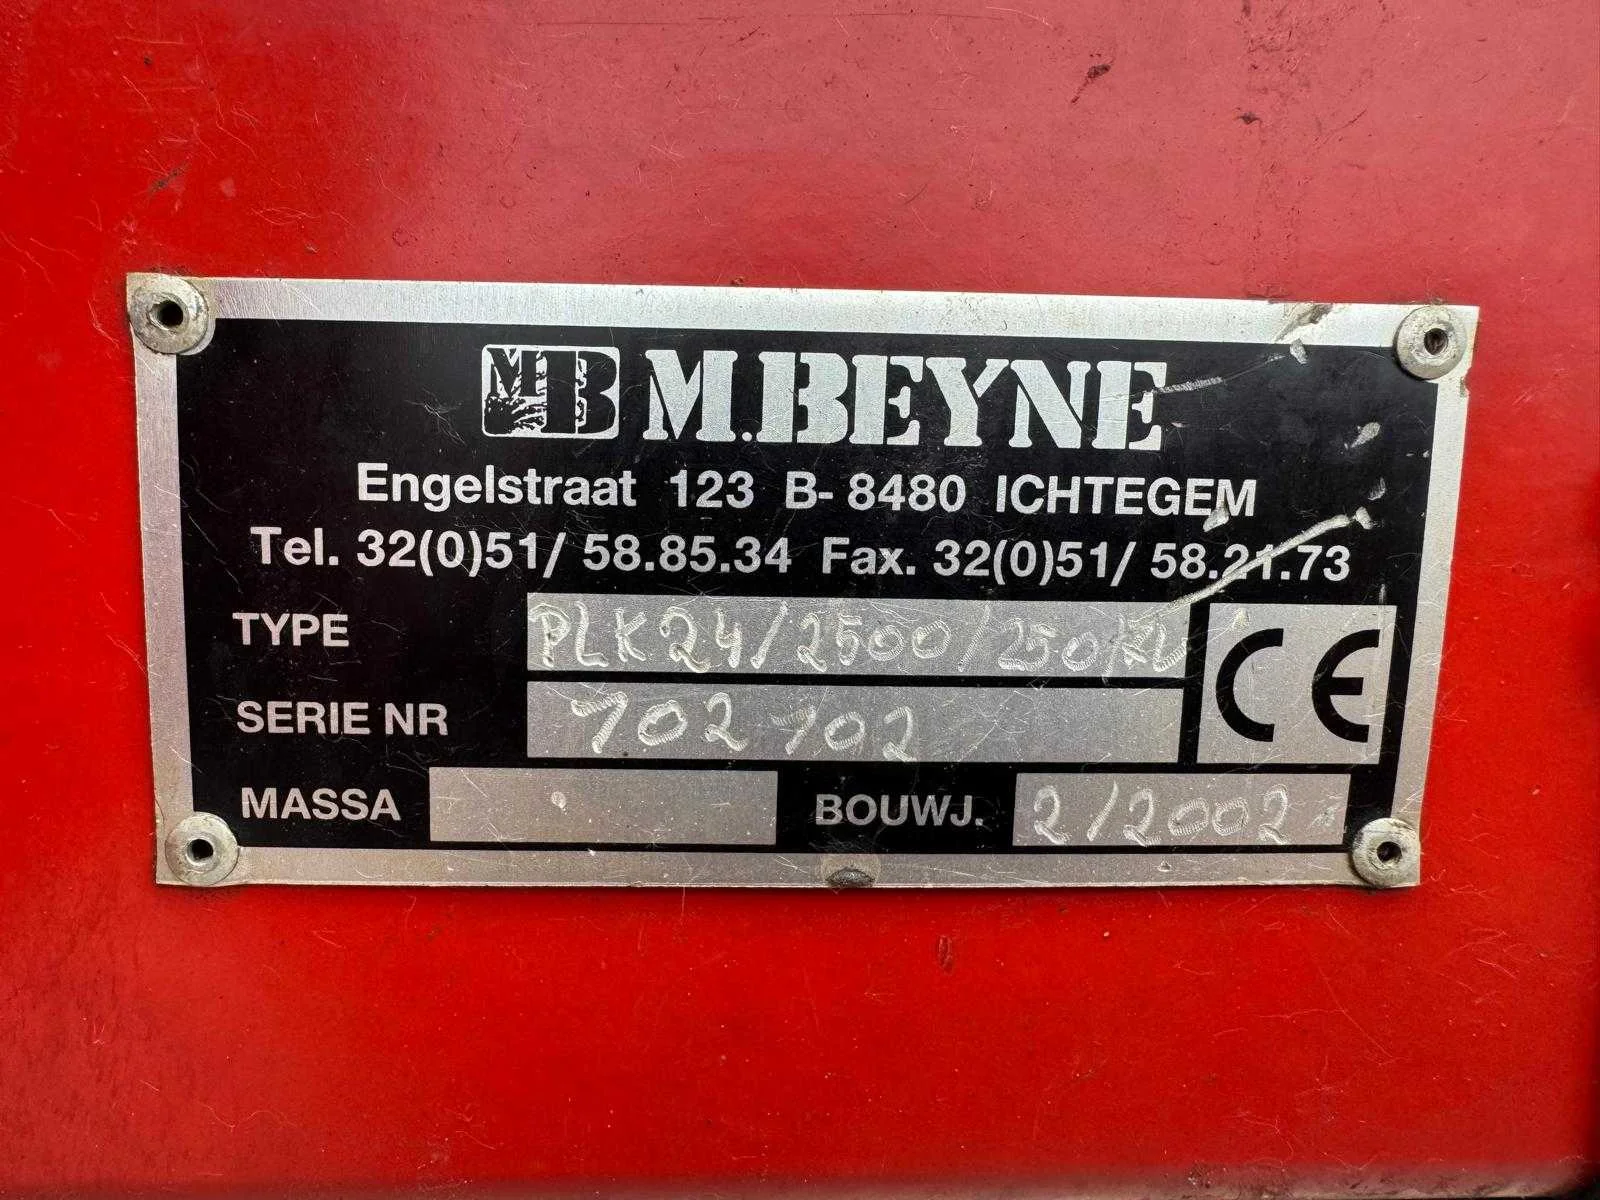 MB M.BEYNE
Engelstraat 123 B-8480 ICHTEGEM
Tel. 32(0)51/ 58.85.34 Fax. 32(0)51/ 58.21.73
TYPE PLK24/2500/250/
SERIE NR 702702
MASSA BOUWJ. 2/2002
CE